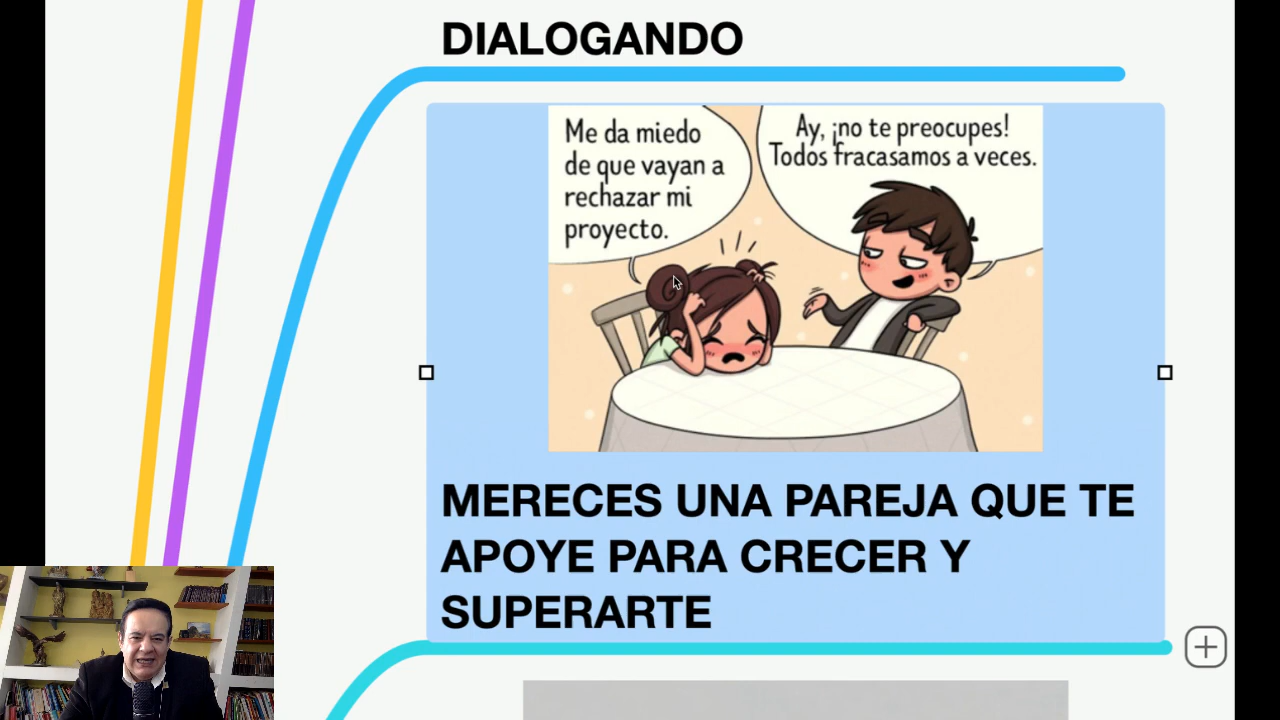 DIALOGANDO
Me da miedo
de que vayan a
rechazar mi
proyecto.
Ay, ¡no te preocupes!
Todos fracasamos a veces.
MERECES UNA PAREJA QUE TE
APOYE PARA CRECER Y
SUPERARTE